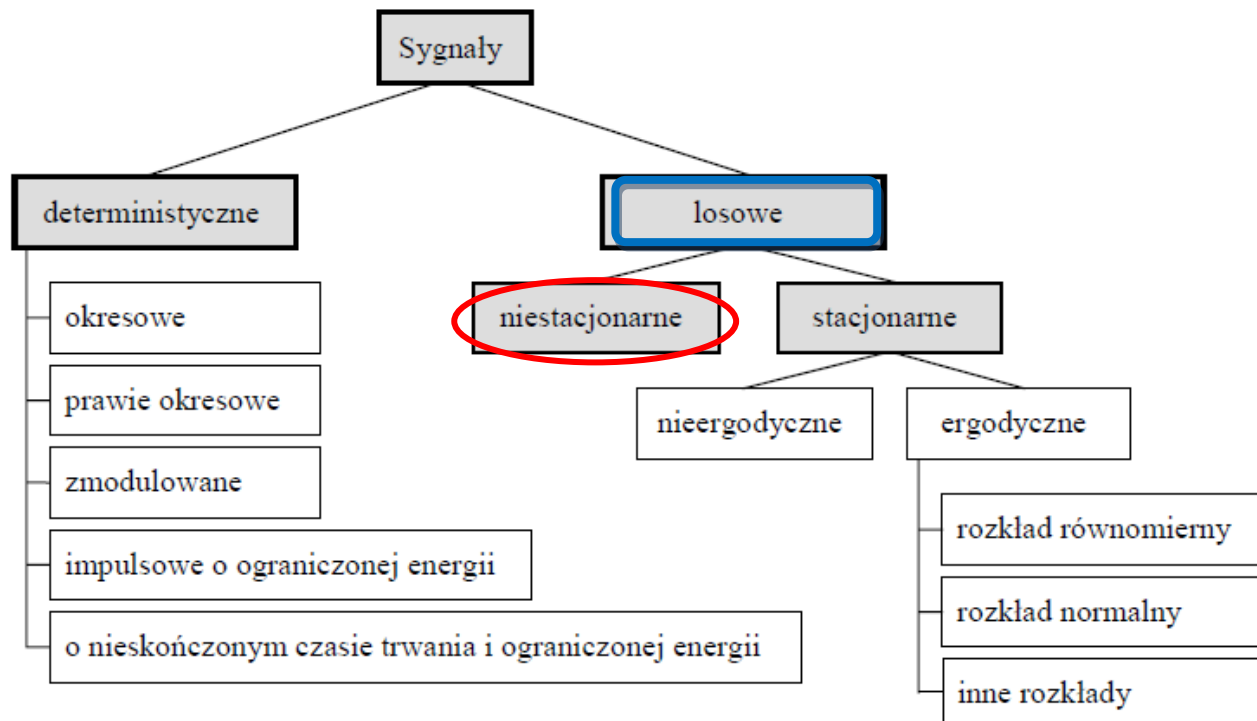 Sygnały
deterministyczne
losowe
okresowe
prawie okresowe
zmodulowane
impulsowe o ograniczonej energii
o nieskończonym czasie trwania i ograniczonej energii
niestacjonarne
stacjonarne
nieergodyczne
ergodyczne
rozkład równomierny
rozkład normalny
inne rozkłady